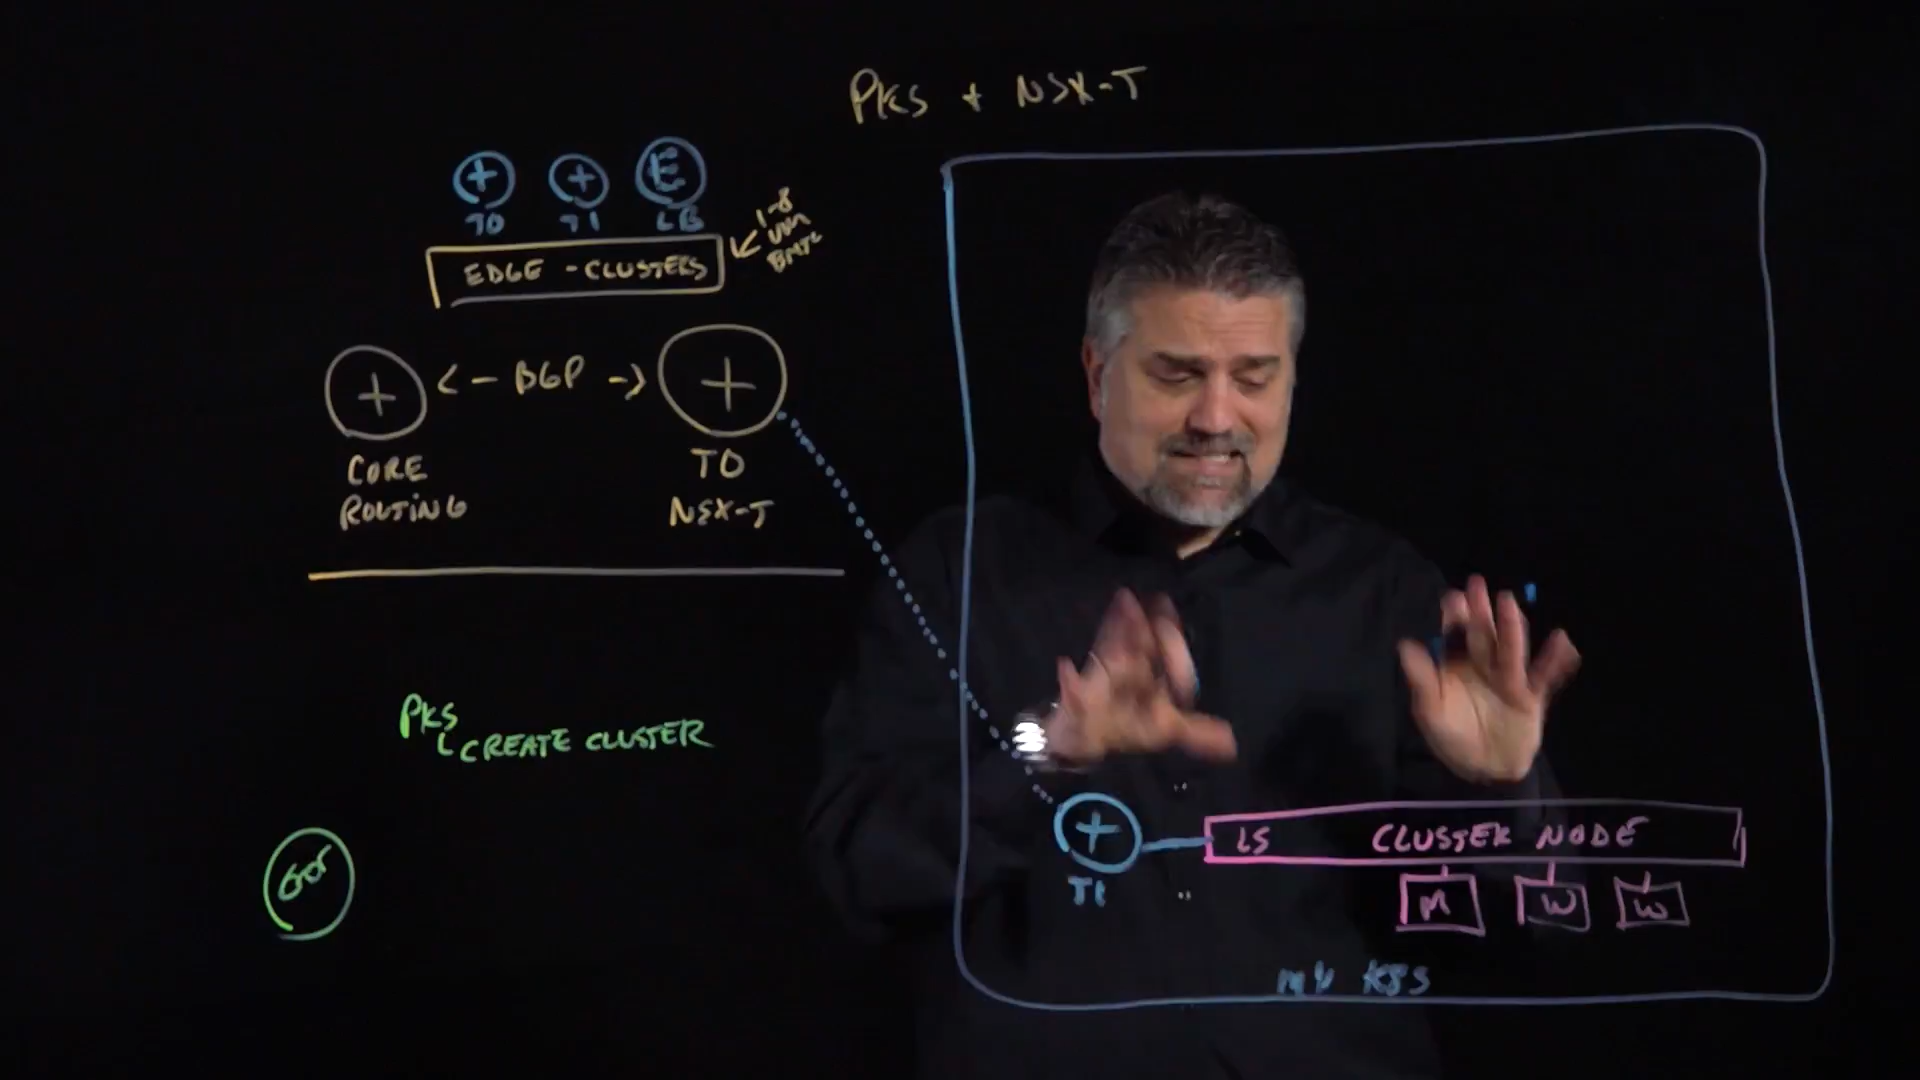 PKS + NSX-T
T0 T1 LB
EDGE - CLUSTERS
1-8
VM
<- BGP ->
CORE
ROUTING
T0
NSX-T
PKS
CREATE CLUSTER
T1
LS CLUSTER NODE
M W W
MY K8S